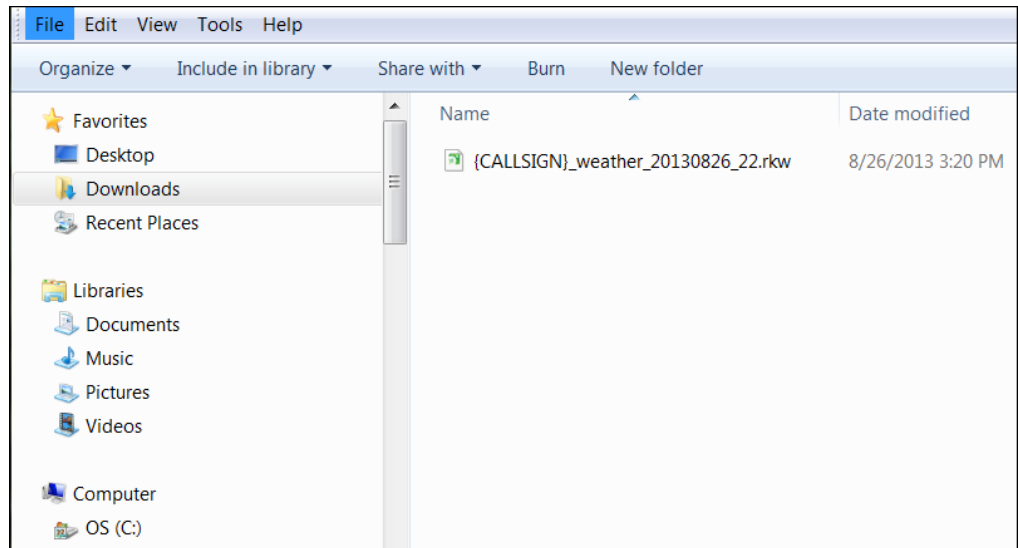 File Edit View Tools Help
Organize Include in library Share with Burn New folder
Favorites
Desktop
Downloads
Recent Places
Libraries
Documents
Music
Pictures
Videos
Computer
OS (C:)
Name Date modified
{CALLSIGN}_weather_20130826_22.rkw 8/26/2013 3:20 PM